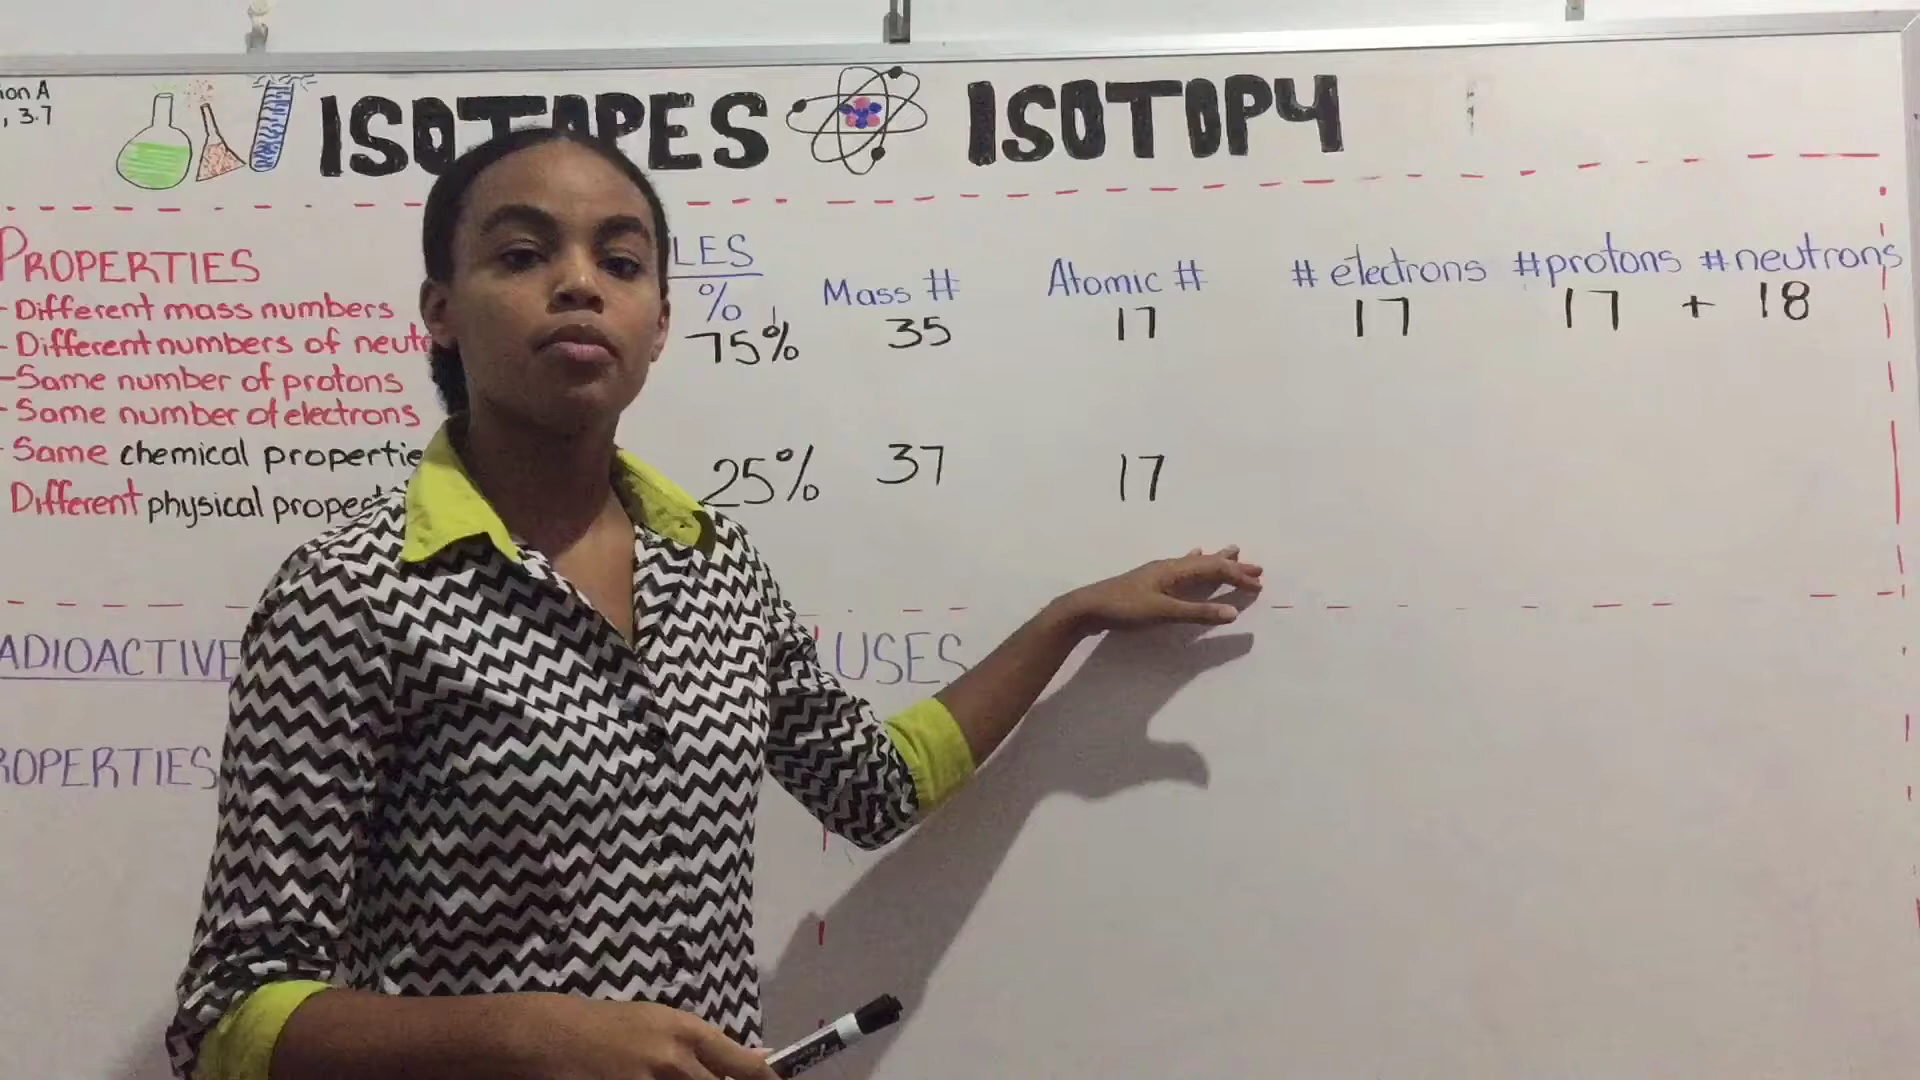 ion A
, 3.7
ISOTOPES ISOTOPY
PROPERTIES
-Different mass numbers
-Different numbers of neutr
-Same number of protons
-Same number of electrons
-Same chemical propertie
Different physical proper
LES
% Mass # Atomic # # electrons #protons #neutrons
75% 35 17 17 17 + 18
25% 37 17
ADIOACTIVE
USES
ROPERTIES